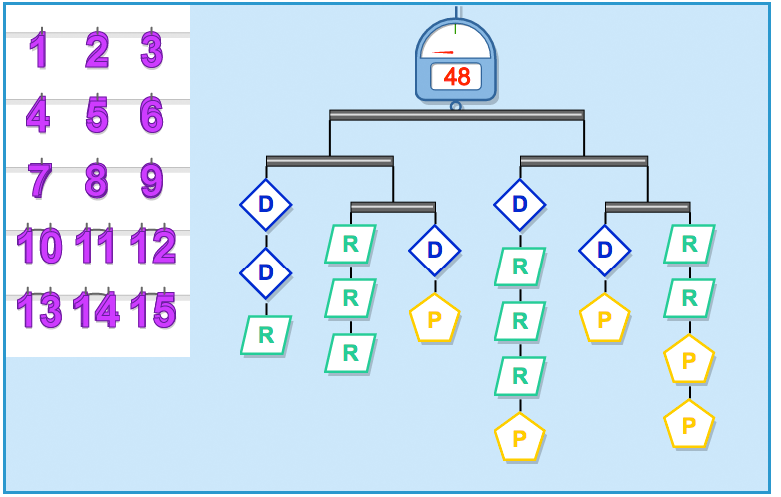 1 2 3
4 5 6
7 8 9
10 11 12
13 14 15
48
D D
R D R D R
D R R P R
R R P R P
P P